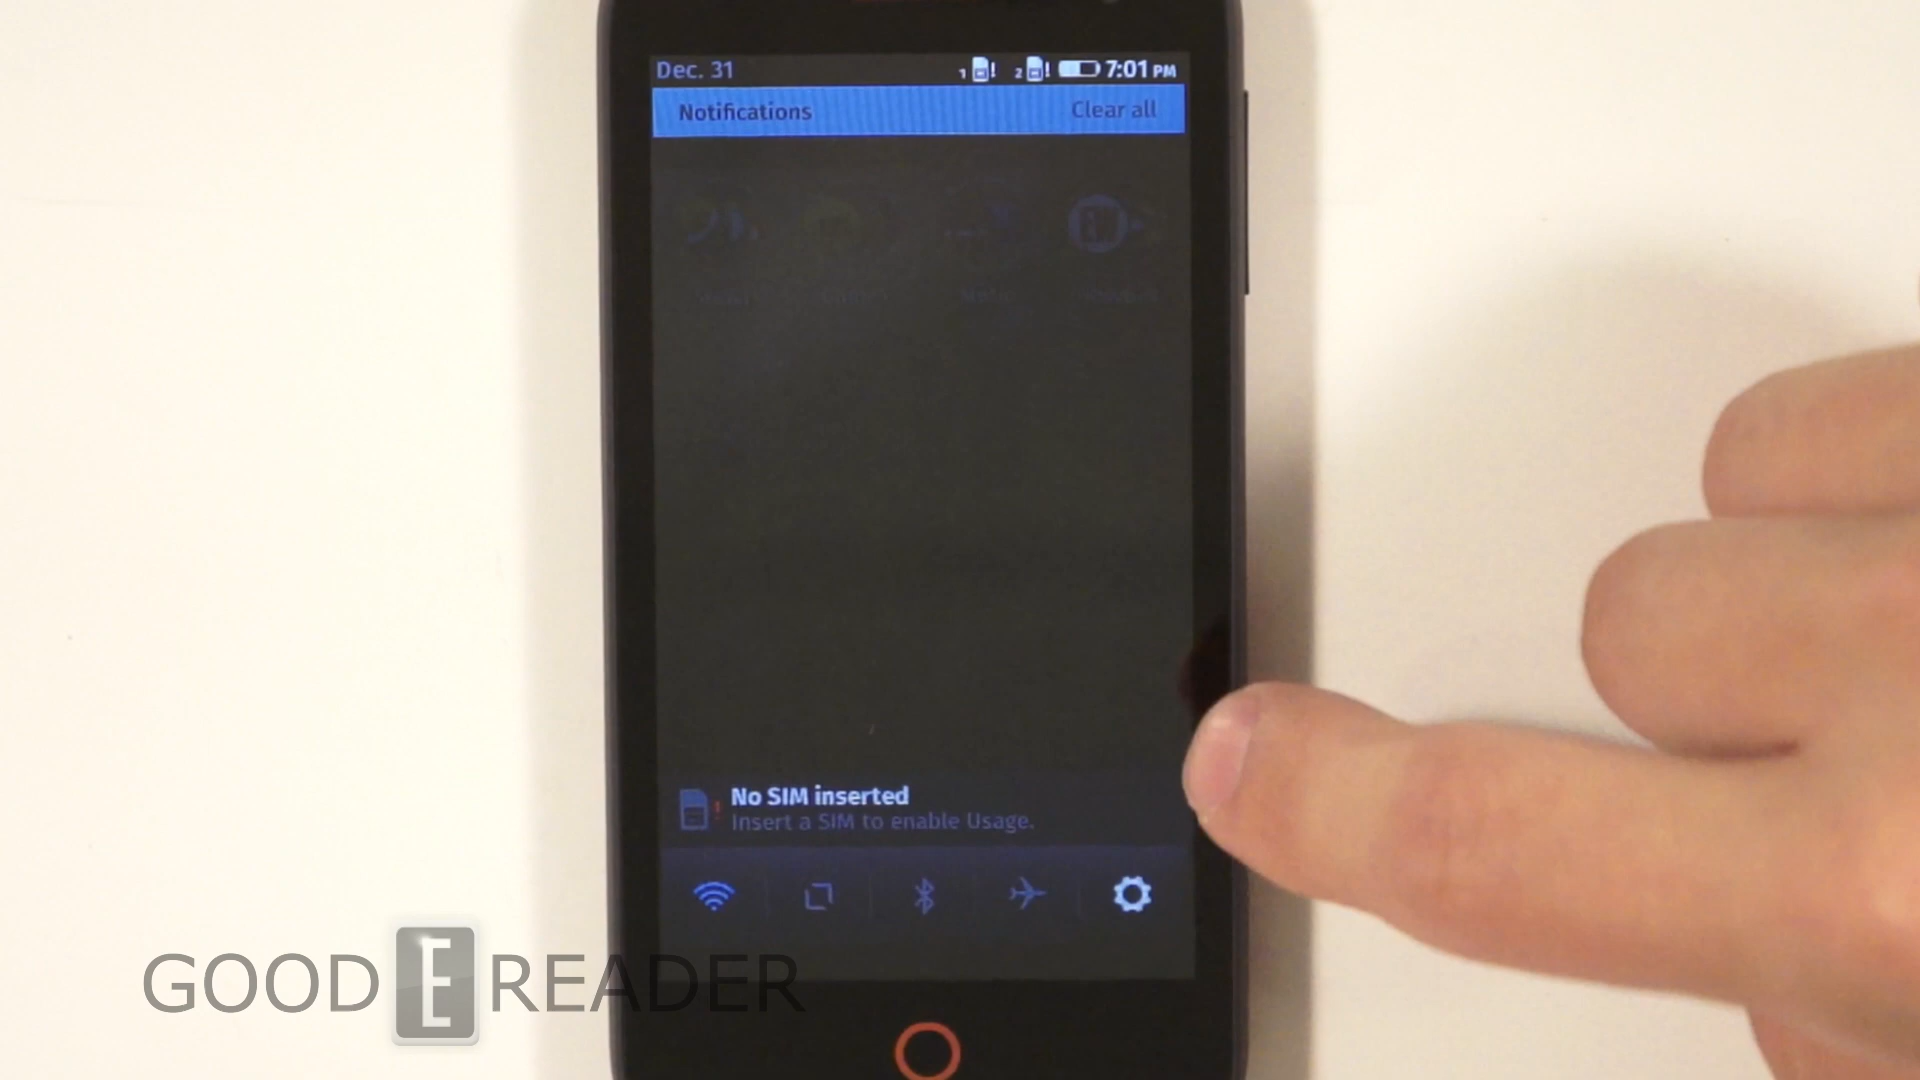 Dec. 31
1 ! 2 ! 7:01 PM
Notifications Clear all
No SIM inserted
Insert a SIM to enable Usage.
GOOD E READER